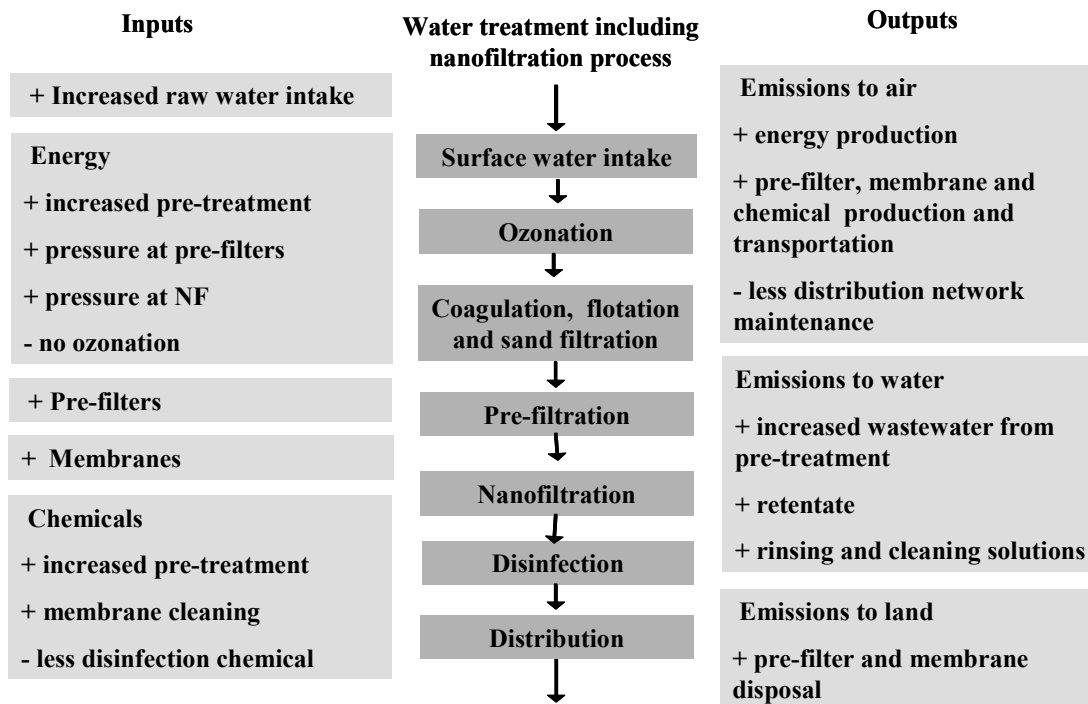 Inputs
+ Increased raw water intake
Energy
+ increased pre-treatment
+ pressure at pre-filters
+ pressure at NF
- no ozonation
+ Pre-filters
+ Membranes
Chemicals
+ increased pre-treatment
+ membrane cleaning
- less disinfection chemical
Water treatment including
nanofiltration process
Surface water intake
Ozonation
Coagulation, flotation
and sand filtration
Pre-filtration
Nanofiltration
Disinfection
Distribution
Outputs
Emissions to air
+ energy production
+ pre-filter, membrane and
chemical production and
transportation
- less distribution network
maintenance
Emissions to water
+ increased wastewater from
pre-treatment
+ retentate
+ rinsing and cleaning solutions
Emissions to land
+ pre-filter and membrane
disposal